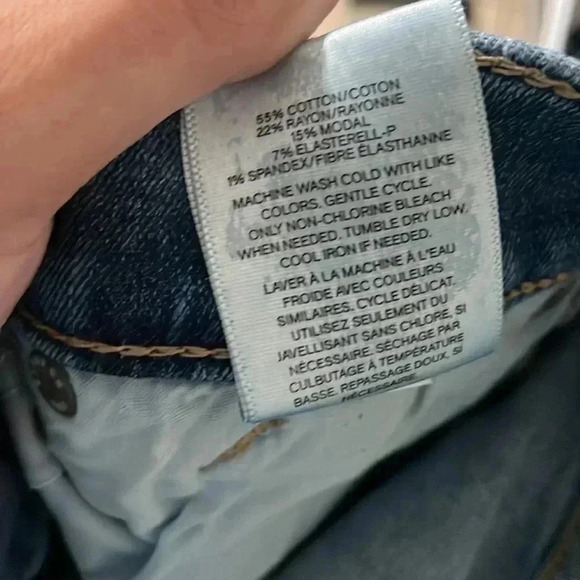 55% COTTON/COTON
22% RAYON/RAYONNE
15% MODAL
7% ELASTERELL-P
1% SPANDEX/FIBRE ÉLASTHANNE
MACHINE WASH COLD WITH LIKE
COLORS. GENTLE CYCLE.
ONLY NON-CHLORINE BLEACH
WHEN NEEDED. TUMBLE DRY LOW.
COOL IRON IF NEEDED.
LAVER À LA MACHINE À L'EAU
FROIDE AVEC COULEURS
SIMILAIRES. CYCLE DÉLICAT.
UTILISEZ SEULEMENT DU
JAVELLISANT SANS CHLORE, SI
NÉCESSAIRE. SÉCHAGE PAR
CULBUTAGE À TEMPÉRATURE
BASSE. REPASSAGE DOUX, SI
NÉCESSAIRE.